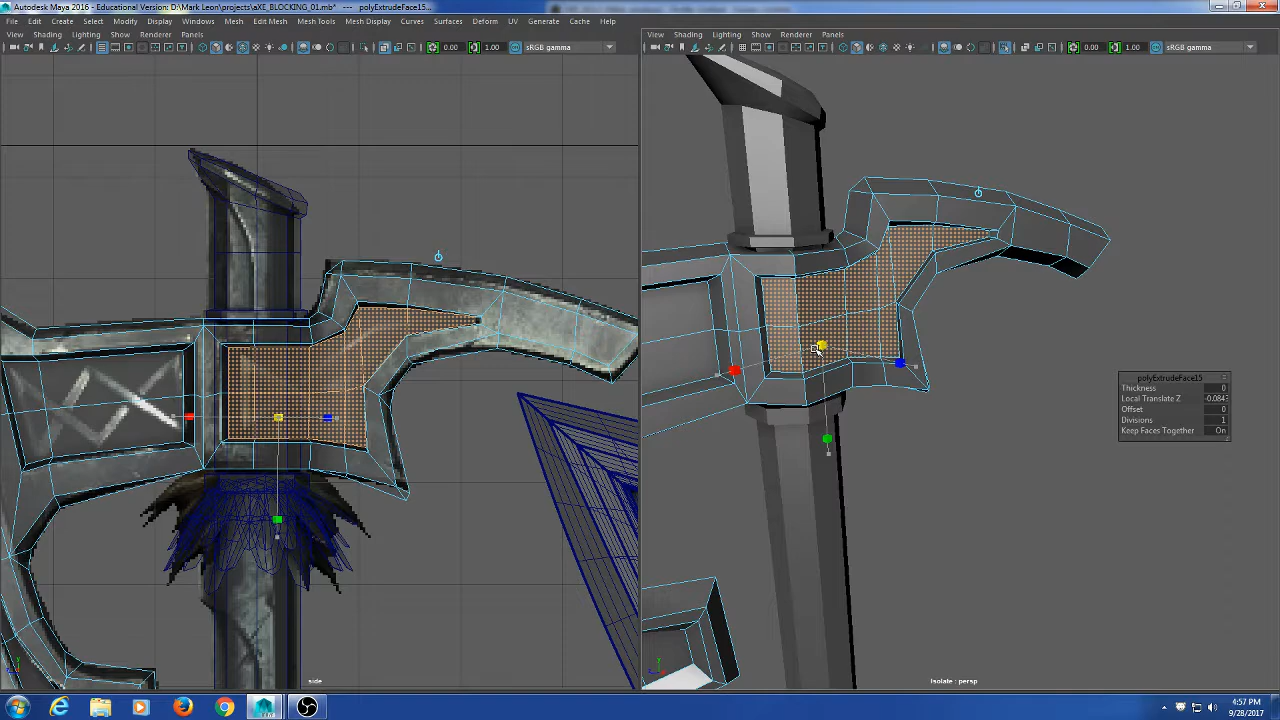 Autodesk Maya 2016 - Educational Version: D:\Mark Leon\projects\aXE_BLOCKING_01.mb* --- polyExtrudeFace15...
File Edit Create Select Modify Display Windows Mesh Edit Mesh Mesh Tools Mesh Display Curves Surfaces Deform UV Generate Cache Help
View Shading Lighting Show Renderer Panels
View Shading Lighting Show Renderer Panels
0.00 1.00 sRGB gamma
0.00 1.00 sRGB gamma
polyExtrudeFace15
Thickness 0
Local Translate Z
Offset 0
Divisions 1
Keep Faces Together On
side
Isolate : persp
4:57 PM
9/28/2017